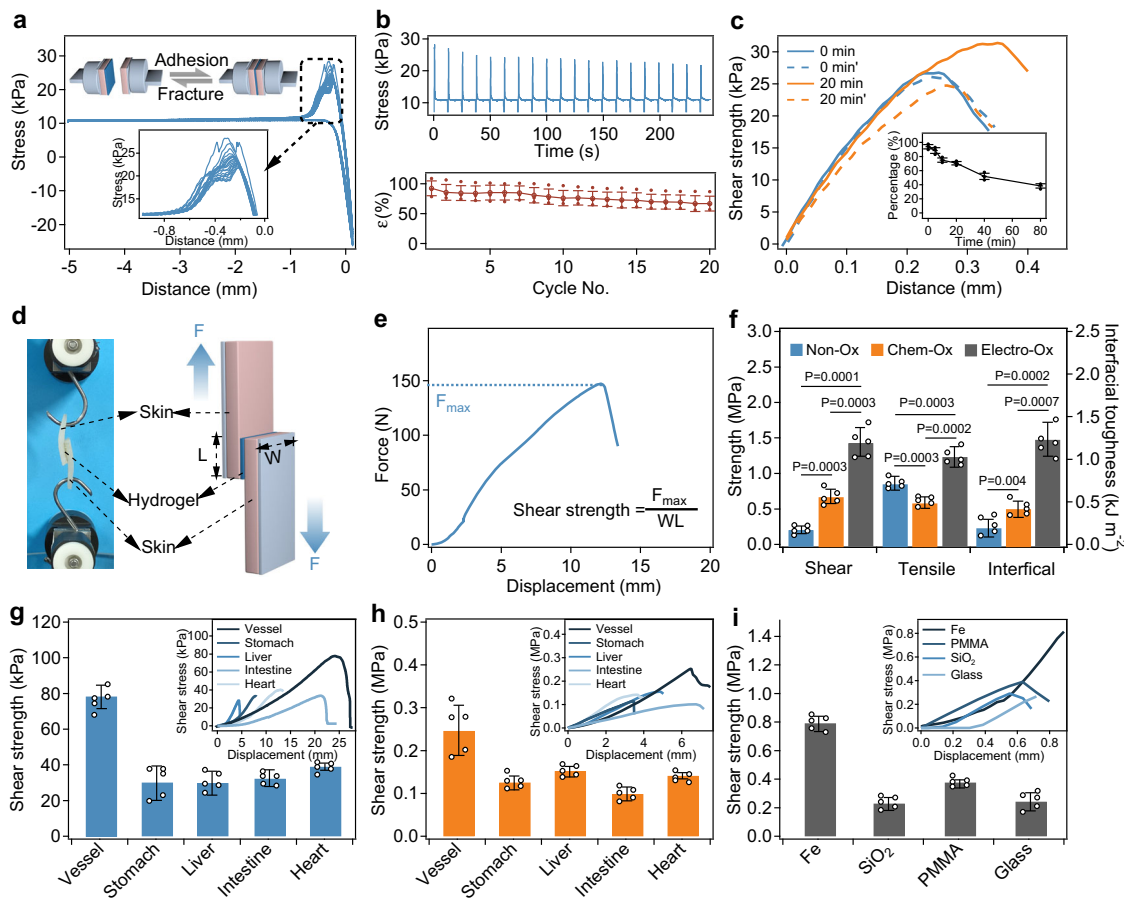 a
Stress (kPa)
30
20
10
0
-10
-20
Adhesion
Fracture
Stress (kPa)
27
21
15
-0.8
-0.4
0.0
Distance (mm)
-5
-4
-3
-2
-1
0
Distance (mm)
b
Stress (kPa)
30
20
10
0
50
100
150
200
Time (s)
ε(%)
100
50
0
5
10
15
20
Cycle No.
c
Shear strength (kPa)
30
25
20
15
10
5
0
0 min
0 min'
20 min
20 min'
Percentage (%)
100
80
60
40
20
0
0
20
40
60
80
Time (min)
0.0
0.1
0.2
0.3
0.4
Distance (mm)
d
F
Skin
L
W
Hydrogel
Skin
F
e
Force (N)
150
100
50
0
Fmax
Shear strength = Fmax / WL
0
5
10
15
20
Displacement (mm)
f
Strength (MPa)
3.0
2.5
2.0
1.5
1.0
0.5
0.0
Non-Ox
Chem-Ox
Electro-Ox
P=0.0001
P=0.0003
P=0.0003
P=0.0003
P=0.0002
P=0.0003
P=0.0002
P=0.0007
P=0.004
Shear
Tensile
Interfical
2.5
2.0
1.5
1.0
0.5
0.0
Interfacial toughness (kJ m⁻²)
g
Shear strength (kPa)
120
100
80
60
40
20
0
Vessel
Stomach
Liver
Intestine
Heart
Shear stress (kPa)
100
80
60
40
20
0
0
5
10
15
20
25
Displacement (mm)
Vessel
Stomach
Liver
Intestine
Heart
h
Shear strength (MPa)
0.5
0.4
0.3
0.2
0.1
0.0
Vessel
Stomach
Liver
Intestine
Heart
Shear stress (MPa)
0.4
0.2
0.0
0
2
4
6
Displacement (mm)
Vessel
Stomach
Liver
Intestine
Heart
i
Shear strength (MPa)
1.4
1.2
1.0
0.8
0.6
0.4
0.2
0.0
Fe
PMMA
SiO₂
Glass
Shear stress (MPa)
0.8
0.6
0.4
0.2
0.0
0.0
0.2
0.4
0.6
0.8
Displacement (mm)
Fe
SiO₂
PMMA
Glass